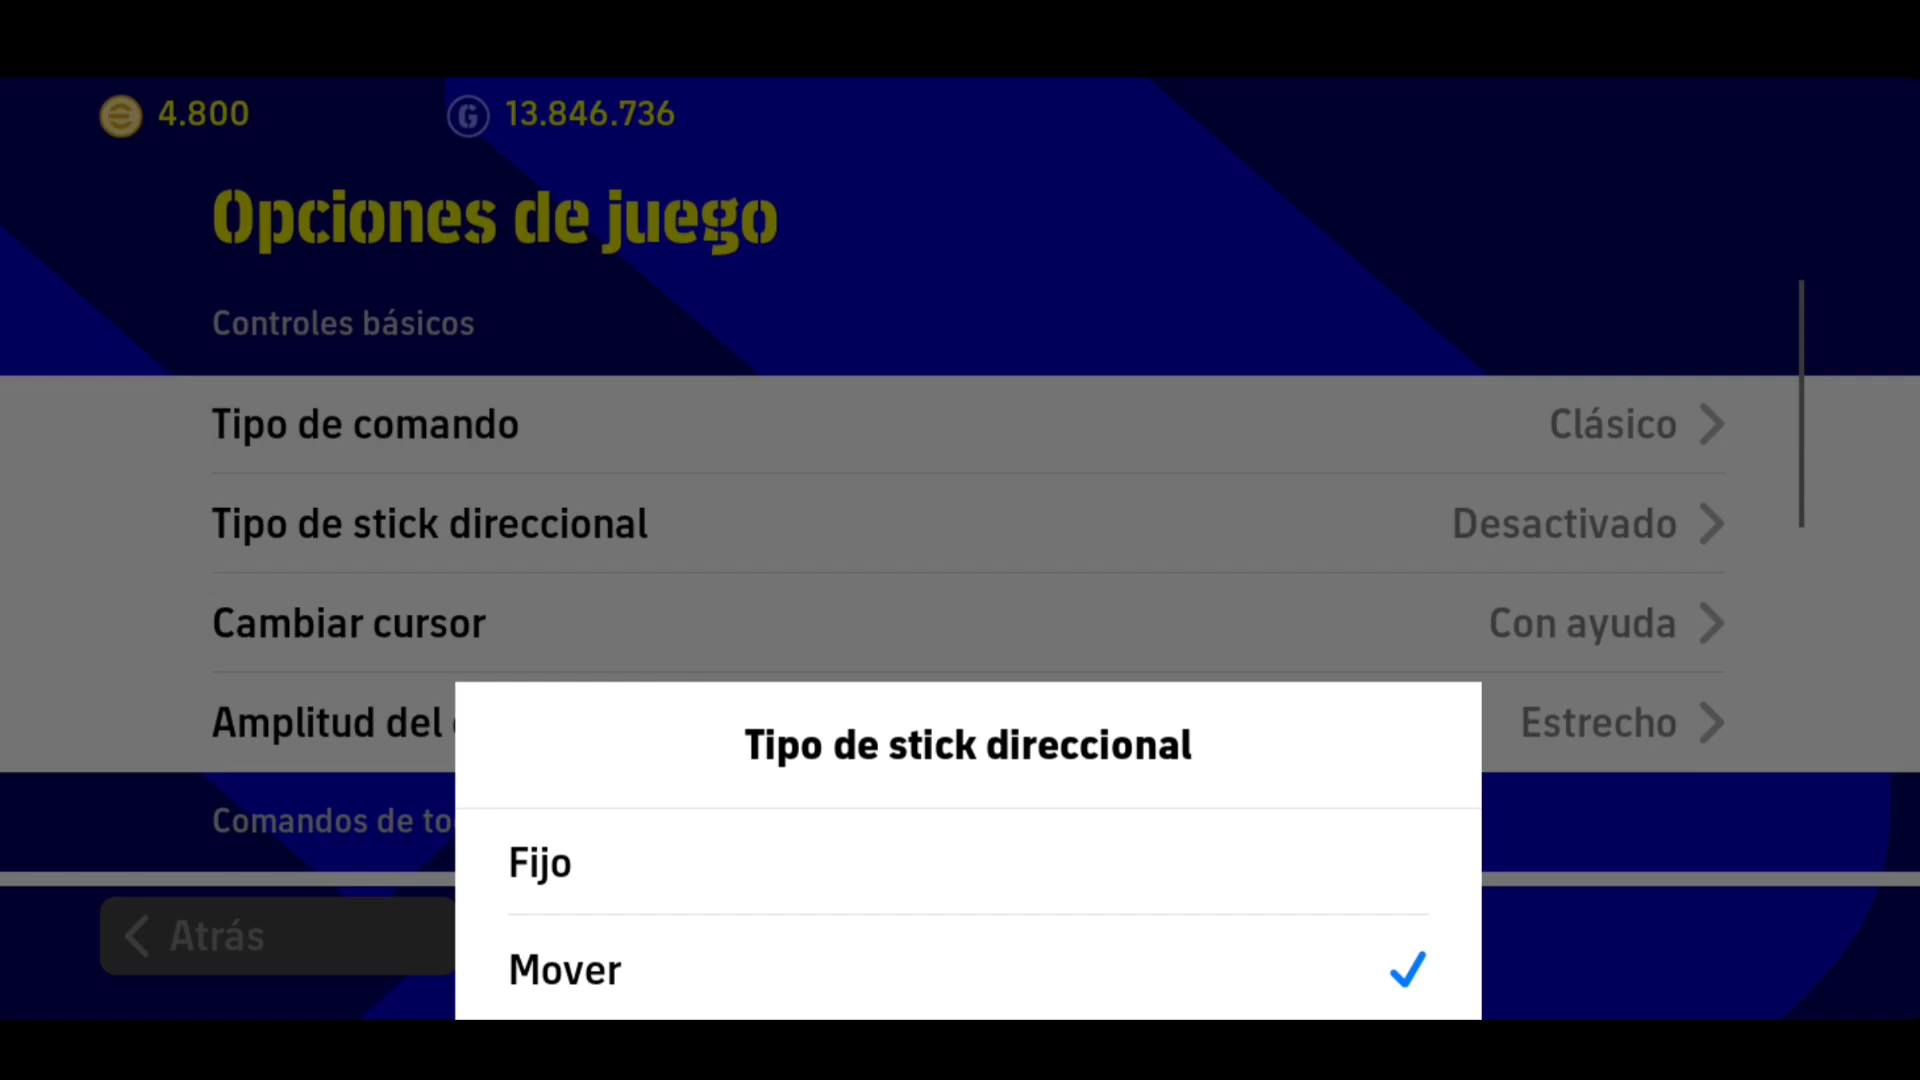 4.800
G 13.846.736
Opciones de juego
Controles básicos
Tipo de comando Clásico
Tipo de stick direccional Desactivado
Cambiar cursor Con ayuda
Amplitud del Estrecho
Tipo de stick direccional
Comandos de to
Fijo
Atrás
Mover